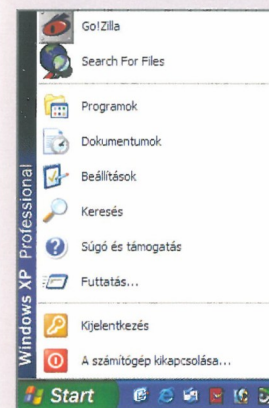 Go!Zilla
Search For Files
Programok
Dokumentumok
Beállítások
Keresés
Súgó és támogatás
Futtatás...
Kijelentkezés
A számítógép kikapcsolása...
Windows XP Professional
Start